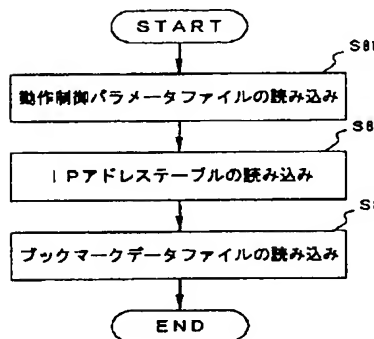 START
S81
動作制御パラメータファイルの読み込み
S8
IPアドレステーブルの読み込み
S
ブックマークデータファイルの読み込み
END